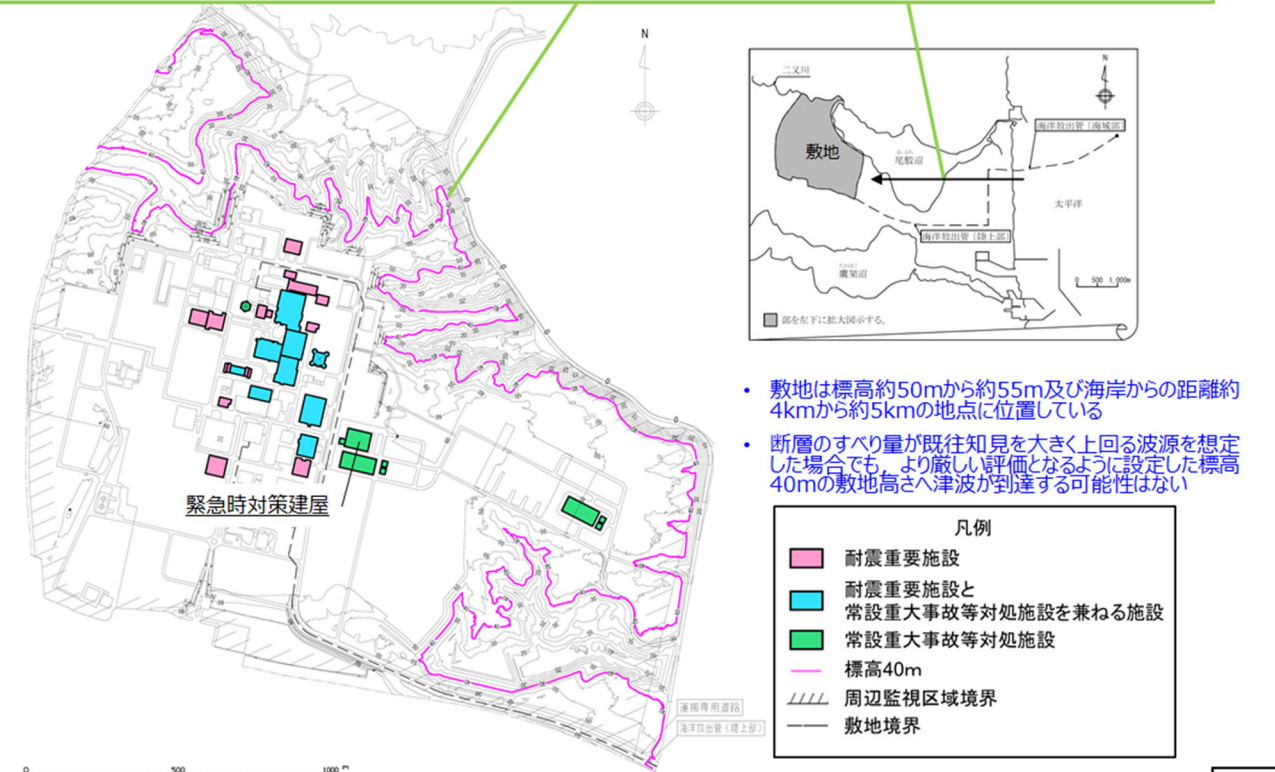 N
緊急時対策建屋
運搬専用道路
海洋放出管(陸上部)
0 500 1000 m
二又川
N
海洋放出管〔海域部〕
敷地
おぶち
尾駮沼
太平洋
海洋放出管〔陸上部〕
たかほこ
鷹架沼
0 500 1,000m
部を左下に拡大図示する。
・ 敷地は標高約50mから約55m及び海岸からの距離約
4kmから約5kmの地点に位置している
・ 断層のすべり量が既往知見を大きく上回る波源を想定
した場合でも，より厳しい評価となるように設定した標高
40mの敷地高さへ津波が到達する可能性はない
凡例
耐震重要施設
耐震重要施設と
常設重大事故等対処施設を兼ねる施設
常設重大事故等対処施設
標高40m
周辺監視区域境界
敷地境界